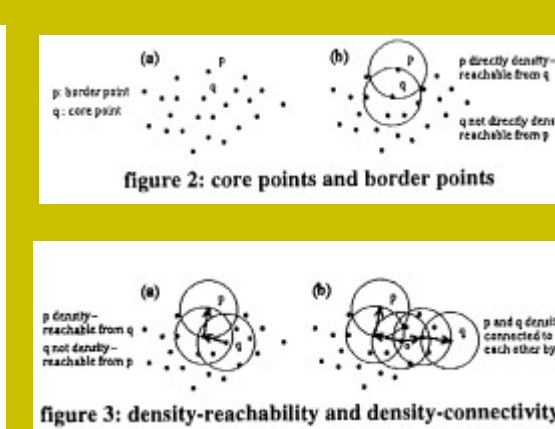 (a)
p
q
p: border point
q : core point
(b)
p
q
p directly density-
reachable from q
q not directly dens
reachable from p
figure 2: core points and border points
(a)
p
q
p density-
reachable from q
q not density-
reachable from p
(b)
p
q
p and q densit
connected to
each other by
figure 3: density-reachability and density-connectivity